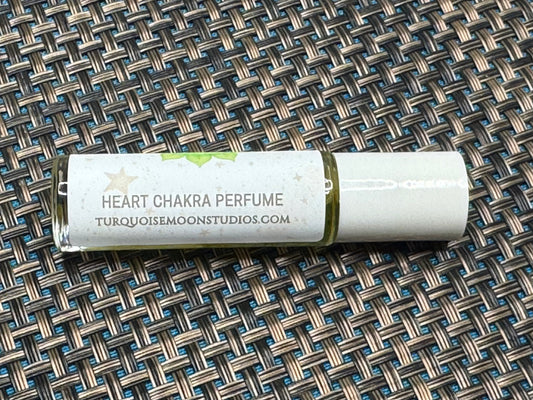 HEART CHAKRA PERFUME
TURQUOISEMOONSTUDIOS.COM